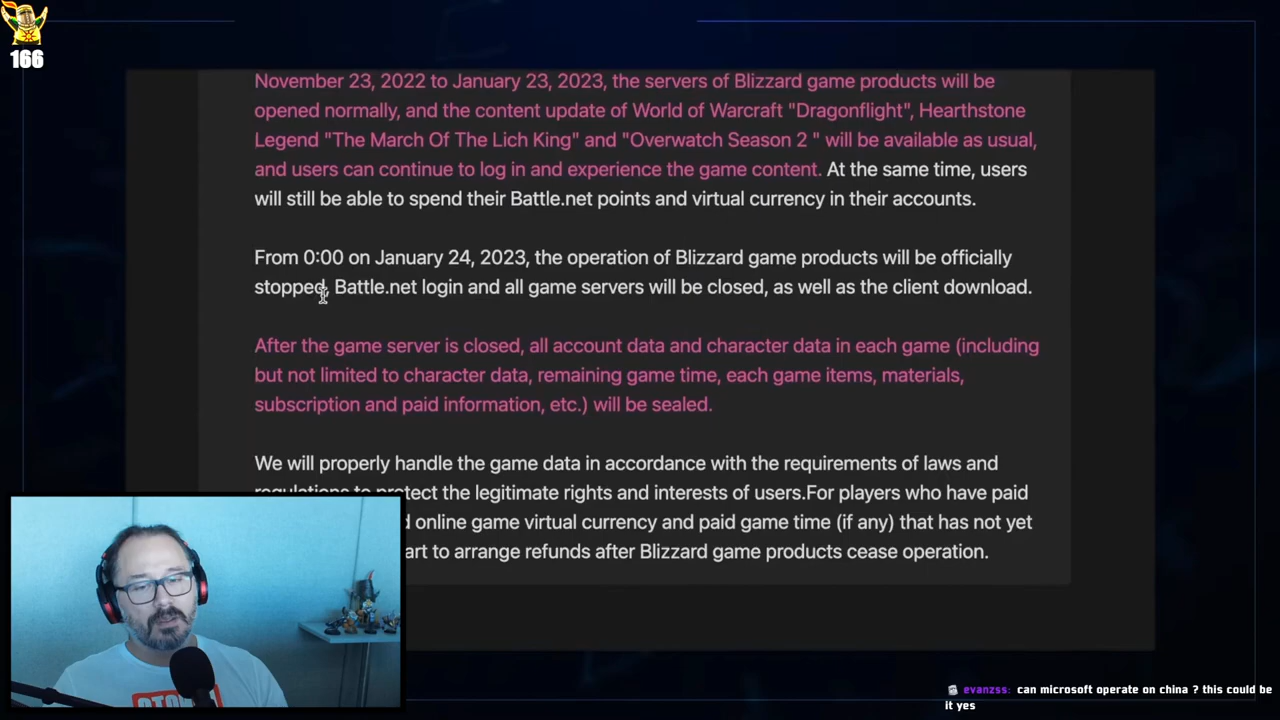 166
November 23, 2022 to January 23, 2023, the servers of Blizzard game products will be
opened normally, and the content update of World of Warcraft "Dragonflight", Hearthstone
Legend "The March Of The Lich King" and "Overwatch Season 2 " will be available as usual,
and users can continue to log in and experience the game content. At the same time, users
will still be able to spend their Battle.net points and virtual currency in their accounts.
From 0:00 on January 24, 2023, the operation of Blizzard game products will be officially
stopped, Battle.net login and all game servers will be closed, as well as the client download.
After the game server is closed, all account data and character data in each game (including
but not limited to character data, remaining game time, each game items, materials,
subscription and paid information, etc.) will be sealed.
We will properly handle the game data in accordance with the requirements of laws and
regulations to protect the legitimate rights and interests of users.For players who have paid
online game virtual currency and paid game time (if any) that has not yet
to arrange refunds after Blizzard game products cease operation.
evanzss: can microsoft operate on china ? this could be
it yes